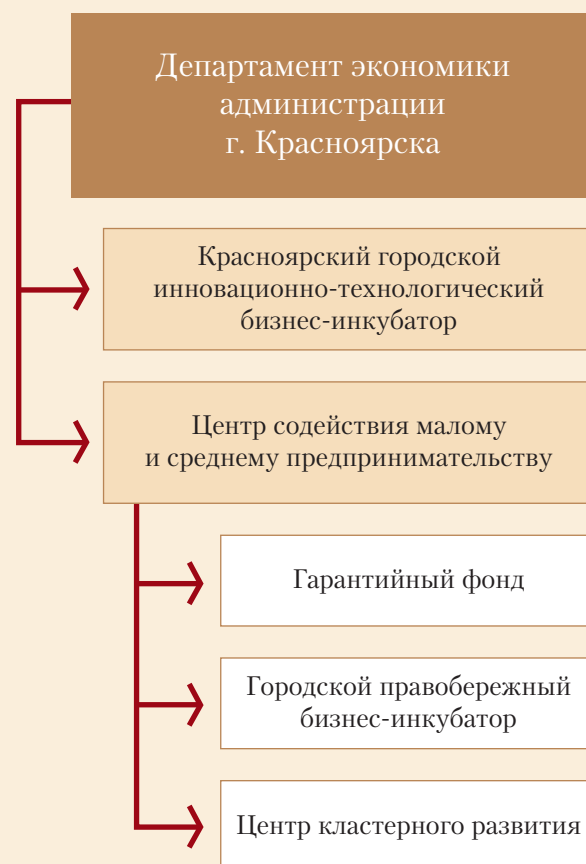 Департамент экономики
администрации
г. Красноярска
Красноярский городской
инновационно-технологический
бизнес-инкубатор
Центр содействия малому
и среднему предпринимательству
Гарантийный фонд
Городской правобережный
бизнес-инкубатор
Центр кластерного развития